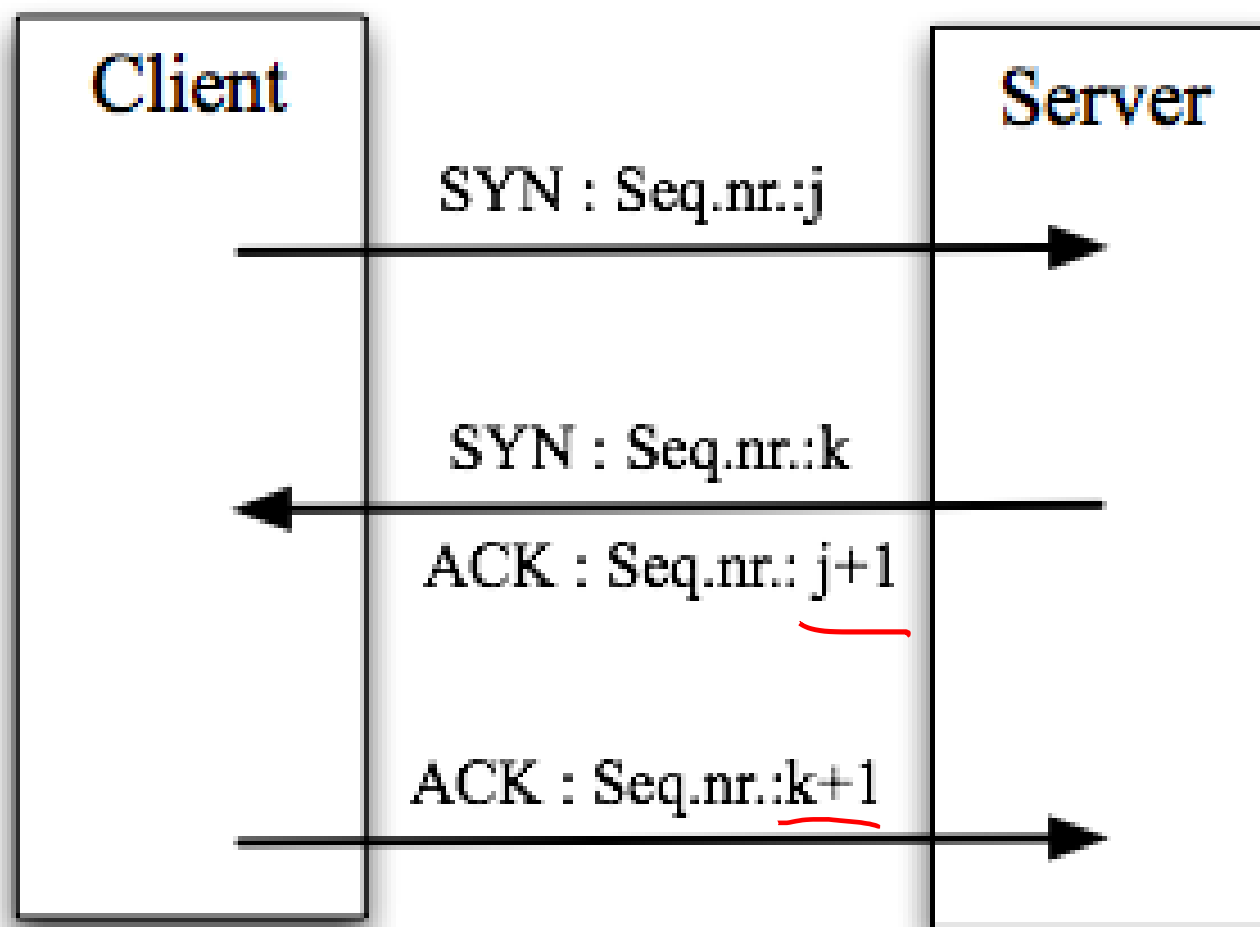 Client
Server
SYN : Seq.nr.:j
SYN : Seq.nr.:k
ACK : Seq.nr.: j+1
ACK : Seq.nr.:k+1